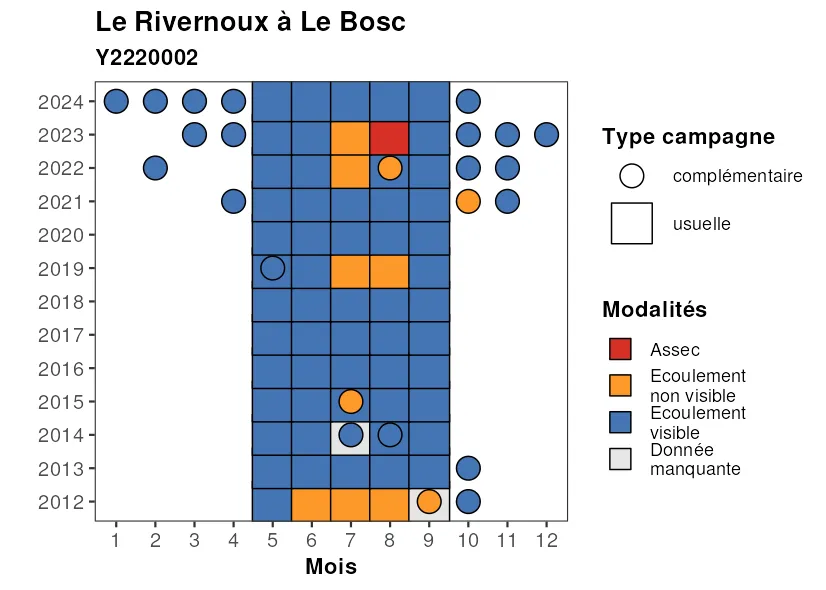 Le Rivernoux à Le Bosc
Y2220002
2024
2023
2022
2021
2020
2019
2018
2017
2016
2015
2014
2013
2012
1 2 3 4 5 6 7 8 9 10 11 12
Mois
Type campagne
complémentaire
usuelle
Modalités
Assec
Ecoulement
non visible
Ecoulement
visible
Donnée
manquante